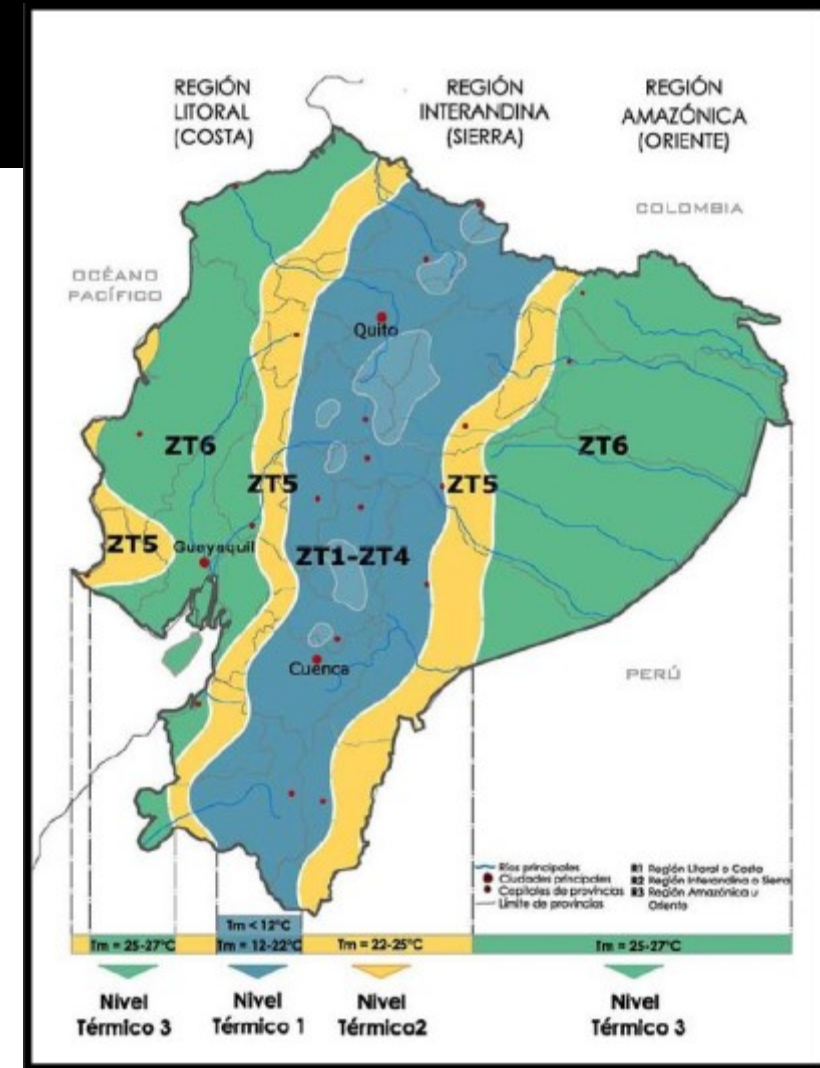 REGIÓN
LITORAL
(COSTA)
REGIÓN
INTERANDINA
(SIERRA)
REGIÓN
AMAZÓNICA
(ORIENTE)
COLOMBIA
OCÉANO
PACÍFICO
Quito
ZT6
ZT6
ZT5
ZT5
ZT5
Guayaquil
ZT1-ZT4
Cuenca
PERÚ
Ríos principales
Ciudades principales
Capitales de provincias
Límite de provincias
R1 Región Litoral o Costa
R2 Región Interandina o Sierra
R3 Región Amazónica u
Oriente
Tm < 12°C
Tm = 25-27°C
Tm = 12-22°C
Tm = 22-25°C
Tm = 25-27°C
Nivel
Térmico 3
Nivel
Térmico 1
Nivel
Térmico2
Nivel
Térmico 3